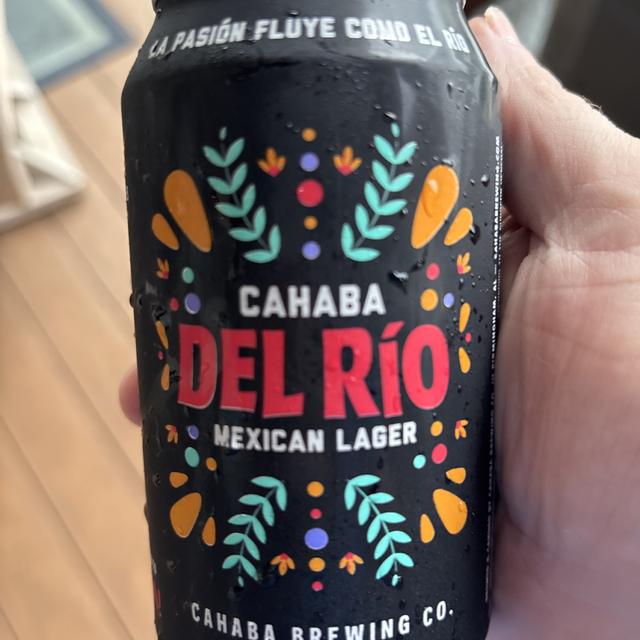 LA PASIÓN FLUYE COMO EL RÍO
CAHABA
DEL RíO
MEXICAN LAGER
CAHABA BREWING CO.